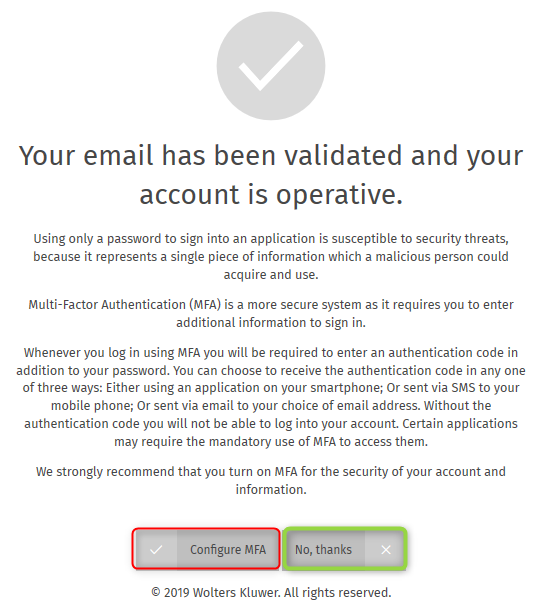 Your email has been validated and your
account is operative.
Using only a password to sign into an application is susceptible to security threats,
because it represents a single piece of information which a malicious person could
acquire and use.
Multi-Factor Authentication (MFA) is a more secure system as it requires you to enter
additional information to sign in.
Whenever you log in using MFA you will be required to enter an authentication code in
addition to your password. You can choose to receive the authentication code in any one
of three ways: Either using an application on your smartphone; Or sent via SMS to your
mobile phone; Or sent via email to your choice of email address. Without the
authentication code you will not be able to log into your account. Certain applications
may require the mandatory use of MFA to access them.
We strongly recommend that you turn on MFA for the security of your account and
information.
Configure MFA
No, thanks
© 2019 Wolters Kluwer. All rights reserved.